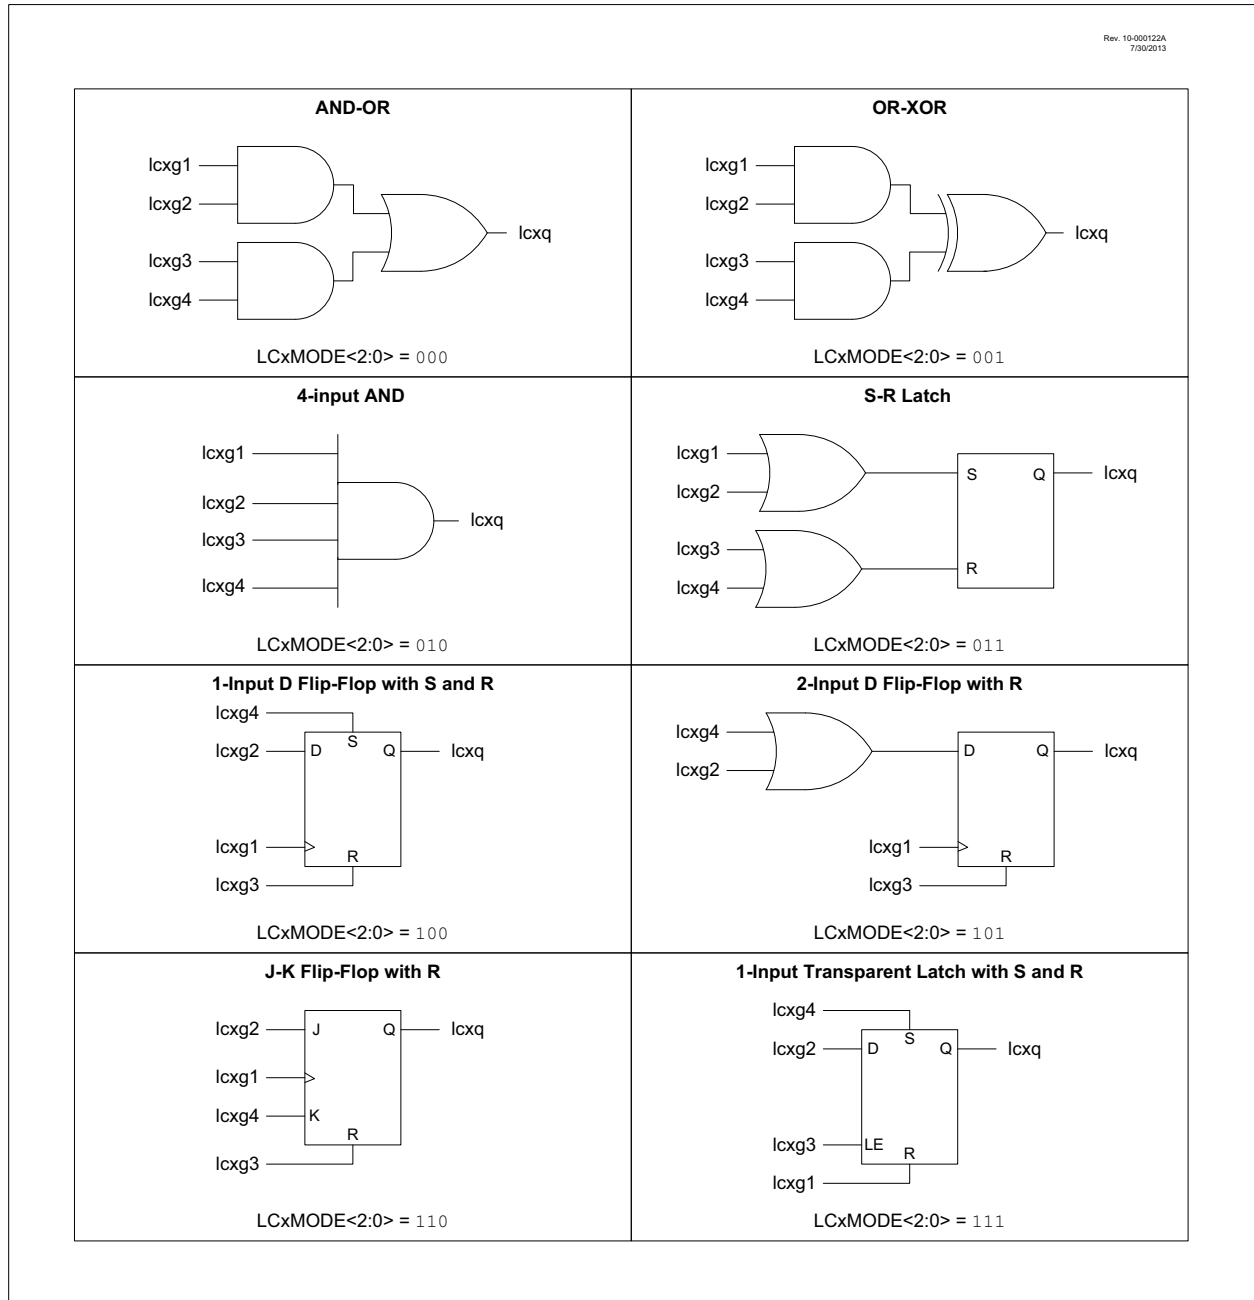 Rev. 10-000122A
7/30/2013
AND-OR
lcxg1
lcxg2
lcxg3
lcxg4
lcxq
LCxMODE<2:0> = 000
OR-XOR
lcxg1
lcxg2
lcxg3
lcxg4
lcxq
LCxMODE<2:0> = 001
4-input AND
lcxg1
lcxg2
lcxg3
lcxg4
lcxq
LCxMODE<2:0> = 010
S-R Latch
lcxg1
lcxg2
lcxg3
lcxg4
S
Q
lcxq
R
LCxMODE<2:0> = 011
1-Input D Flip-Flop with S and R
lcxg4
S
lcxg2
D
Q
lcxq
lcxg1
R
lcxg3
LCxMODE<2:0> = 100
2-Input D Flip-Flop with R
lcxg4
lcxg2
D
Q
lcxq
lcxg1
R
lcxg3
LCxMODE<2:0> = 101
J-K Flip-Flop with R
lcxg2
J
Q
lcxq
lcxg1
lcxg4
K
R
lcxg3
LCxMODE<2:0> = 110
1-Input Transparent Latch with S and R
lcxg4
S
lcxg2
D
Q
lcxq
lcxg3
LE
R
lcxg1
LCxMODE<2:0> = 111